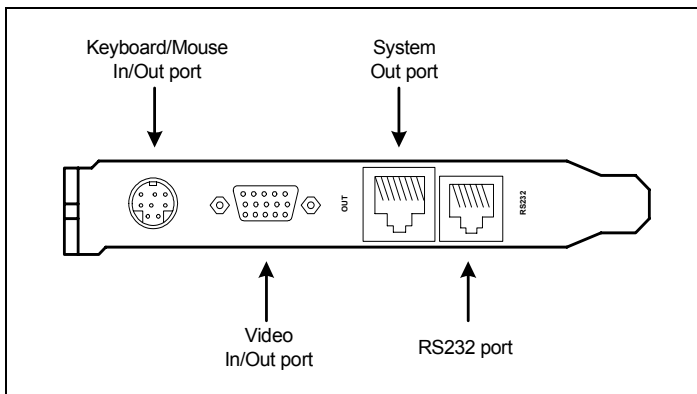 Keyboard/Mouse
In/Out port
System
Out port
OUT
RS232
Video
In/Out port
RS232 port